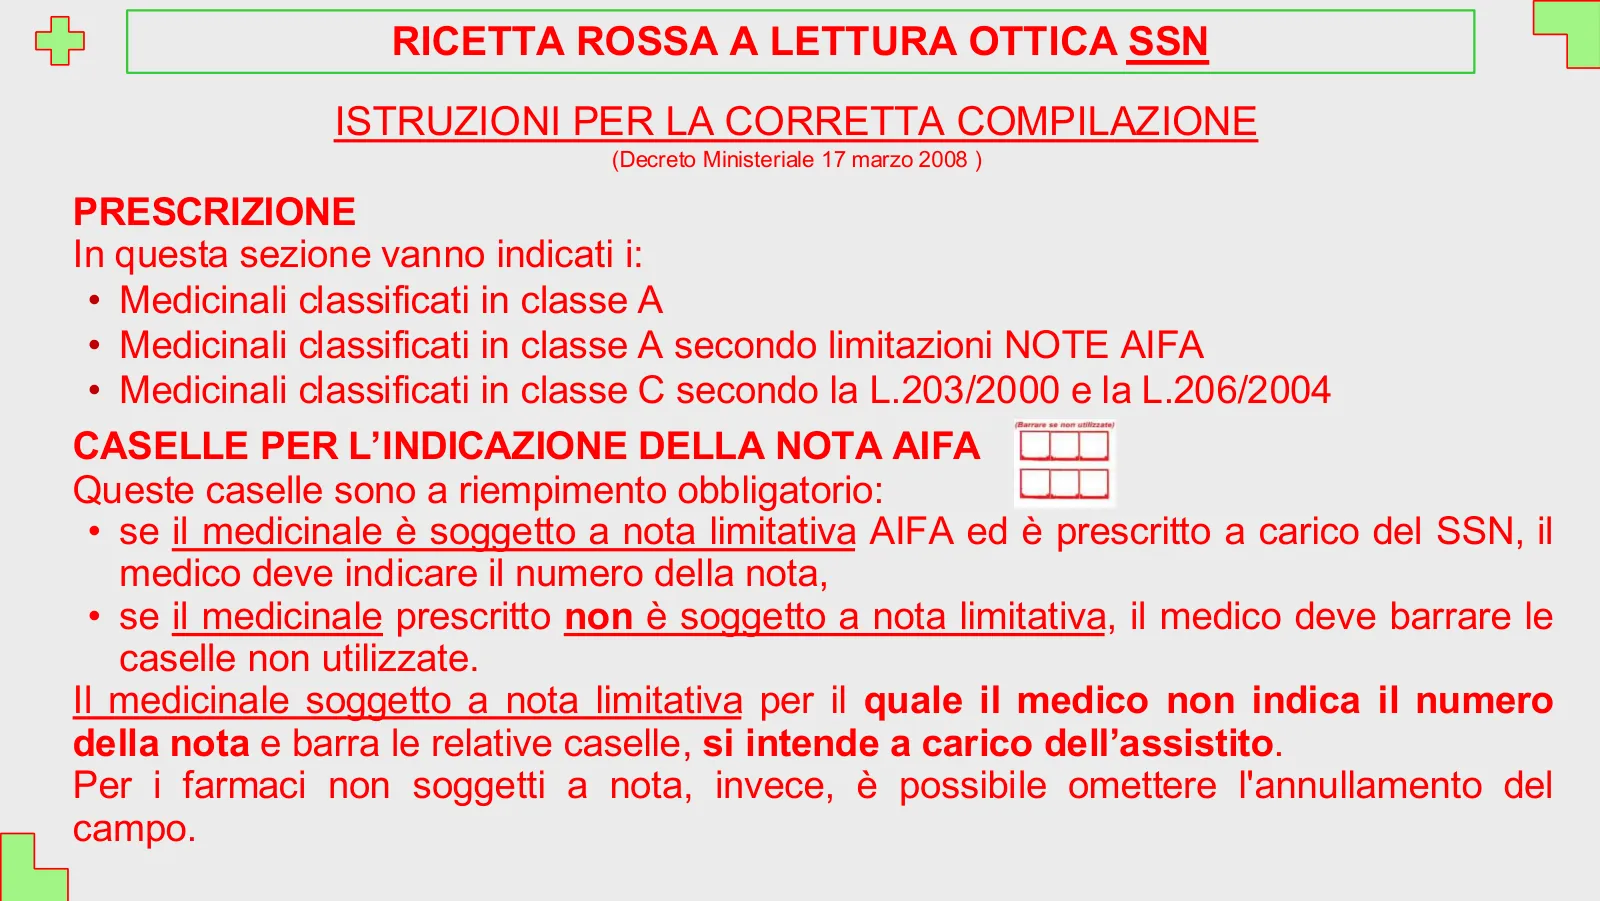 RICETTA ROSSA A LETTURA OTTICA SSN
ISTRUZIONI PER LA CORRETTA COMPILAZIONE
(Decreto Ministeriale 17 marzo 2008 )
PRESCRIZIONE
In questa sezione vanno indicati i:
• Medicinali classificati in classe A
• Medicinali classificati in classe A secondo limitazioni NOTE AIFA
• Medicinali classificati in classe C secondo la L.203/2000 e la L.206/2004
CASELLE PER L’INDICAZIONE DELLA NOTA AIFA
(Barrare se non utilizzate)
Queste caselle sono a riempimento obbligatorio:
• se il medicinale è soggetto a nota limitativa AIFA ed è prescritto a carico del SSN, il
medico deve indicare il numero della nota,
• se il medicinale prescritto non è soggetto a nota limitativa, il medico deve barrare le
caselle non utilizzate.
Il medicinale soggetto a nota limitativa per il quale il medico non indica il numero
della nota e barra le relative caselle, si intende a carico dell’assistito.
Per i farmaci non soggetti a nota, invece, è possibile omettere l'annullamento del
campo.